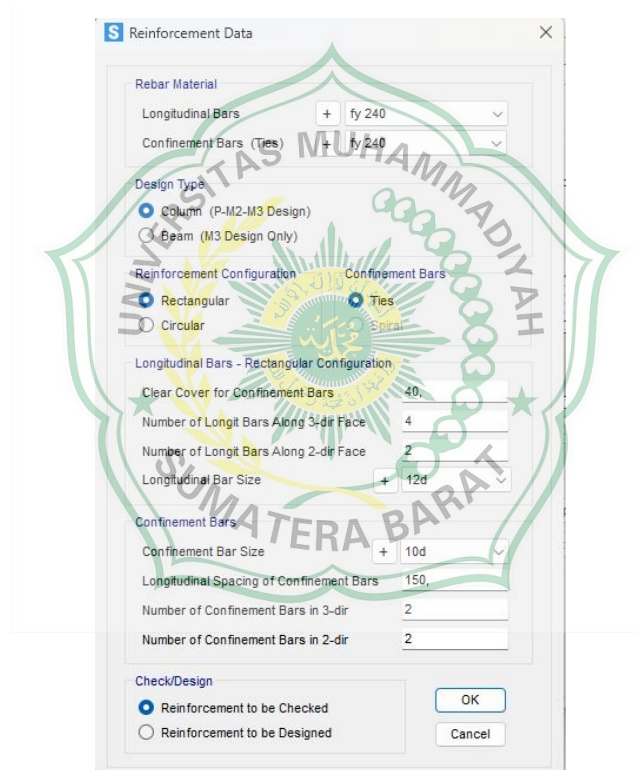 S Reinforcement Data
Rebar Material
Longitudinal Bars + fy 240
Confinement Bars (Ties) + fy 240
Design Type
Column (P-M2-M3 Design)
Beam (M3 Design Only)
Reinforcement Configuration Confinement Bars
Rectangular Ties
Circular Spiral
Longitudinal Bars - Rectangular Configuration
Clear Cover for Confinement Bars 40,
Number of Longit Bars Along 3-dir Face 4
Number of Longit Bars Along 2-dir Face 2
Longitudinal Bar Size + 12d
Confinement Bars
Confinement Bar Size + 10d
Longitudinal Spacing of Confinement Bars 150,
Number of Confinement Bars in 3-dir 2
Number of Confinement Bars in 2-dir 2
Check/Design
Reinforcement to be Checked OK
Reinforcement to be Designed Cancel
UNIVERSITAS MUHAMMADIYAH
SUMATERA BARAT